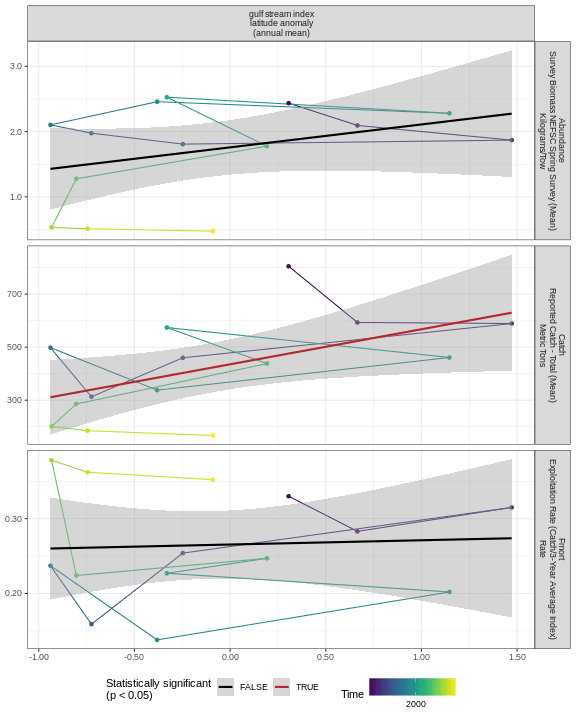 gulf stream index
latitude anomaly
(annual mean)
3.0
2.0
1.0
Abundance
Survey Biomass NEFSC Spring Survey (Mean)
Kilograms/Tow
700
500
300
Catch
Reported Catch - Total (Mean)
Metric Tons
0.30
0.20
Fmort
Exploitation Rate (Catch/3-Year Average Index)
Rate
-1.00 -0.50 0.00 0.50 1.00 1.50
Statistically significant
(p < 0.05)
FALSE TRUE
Time
2000